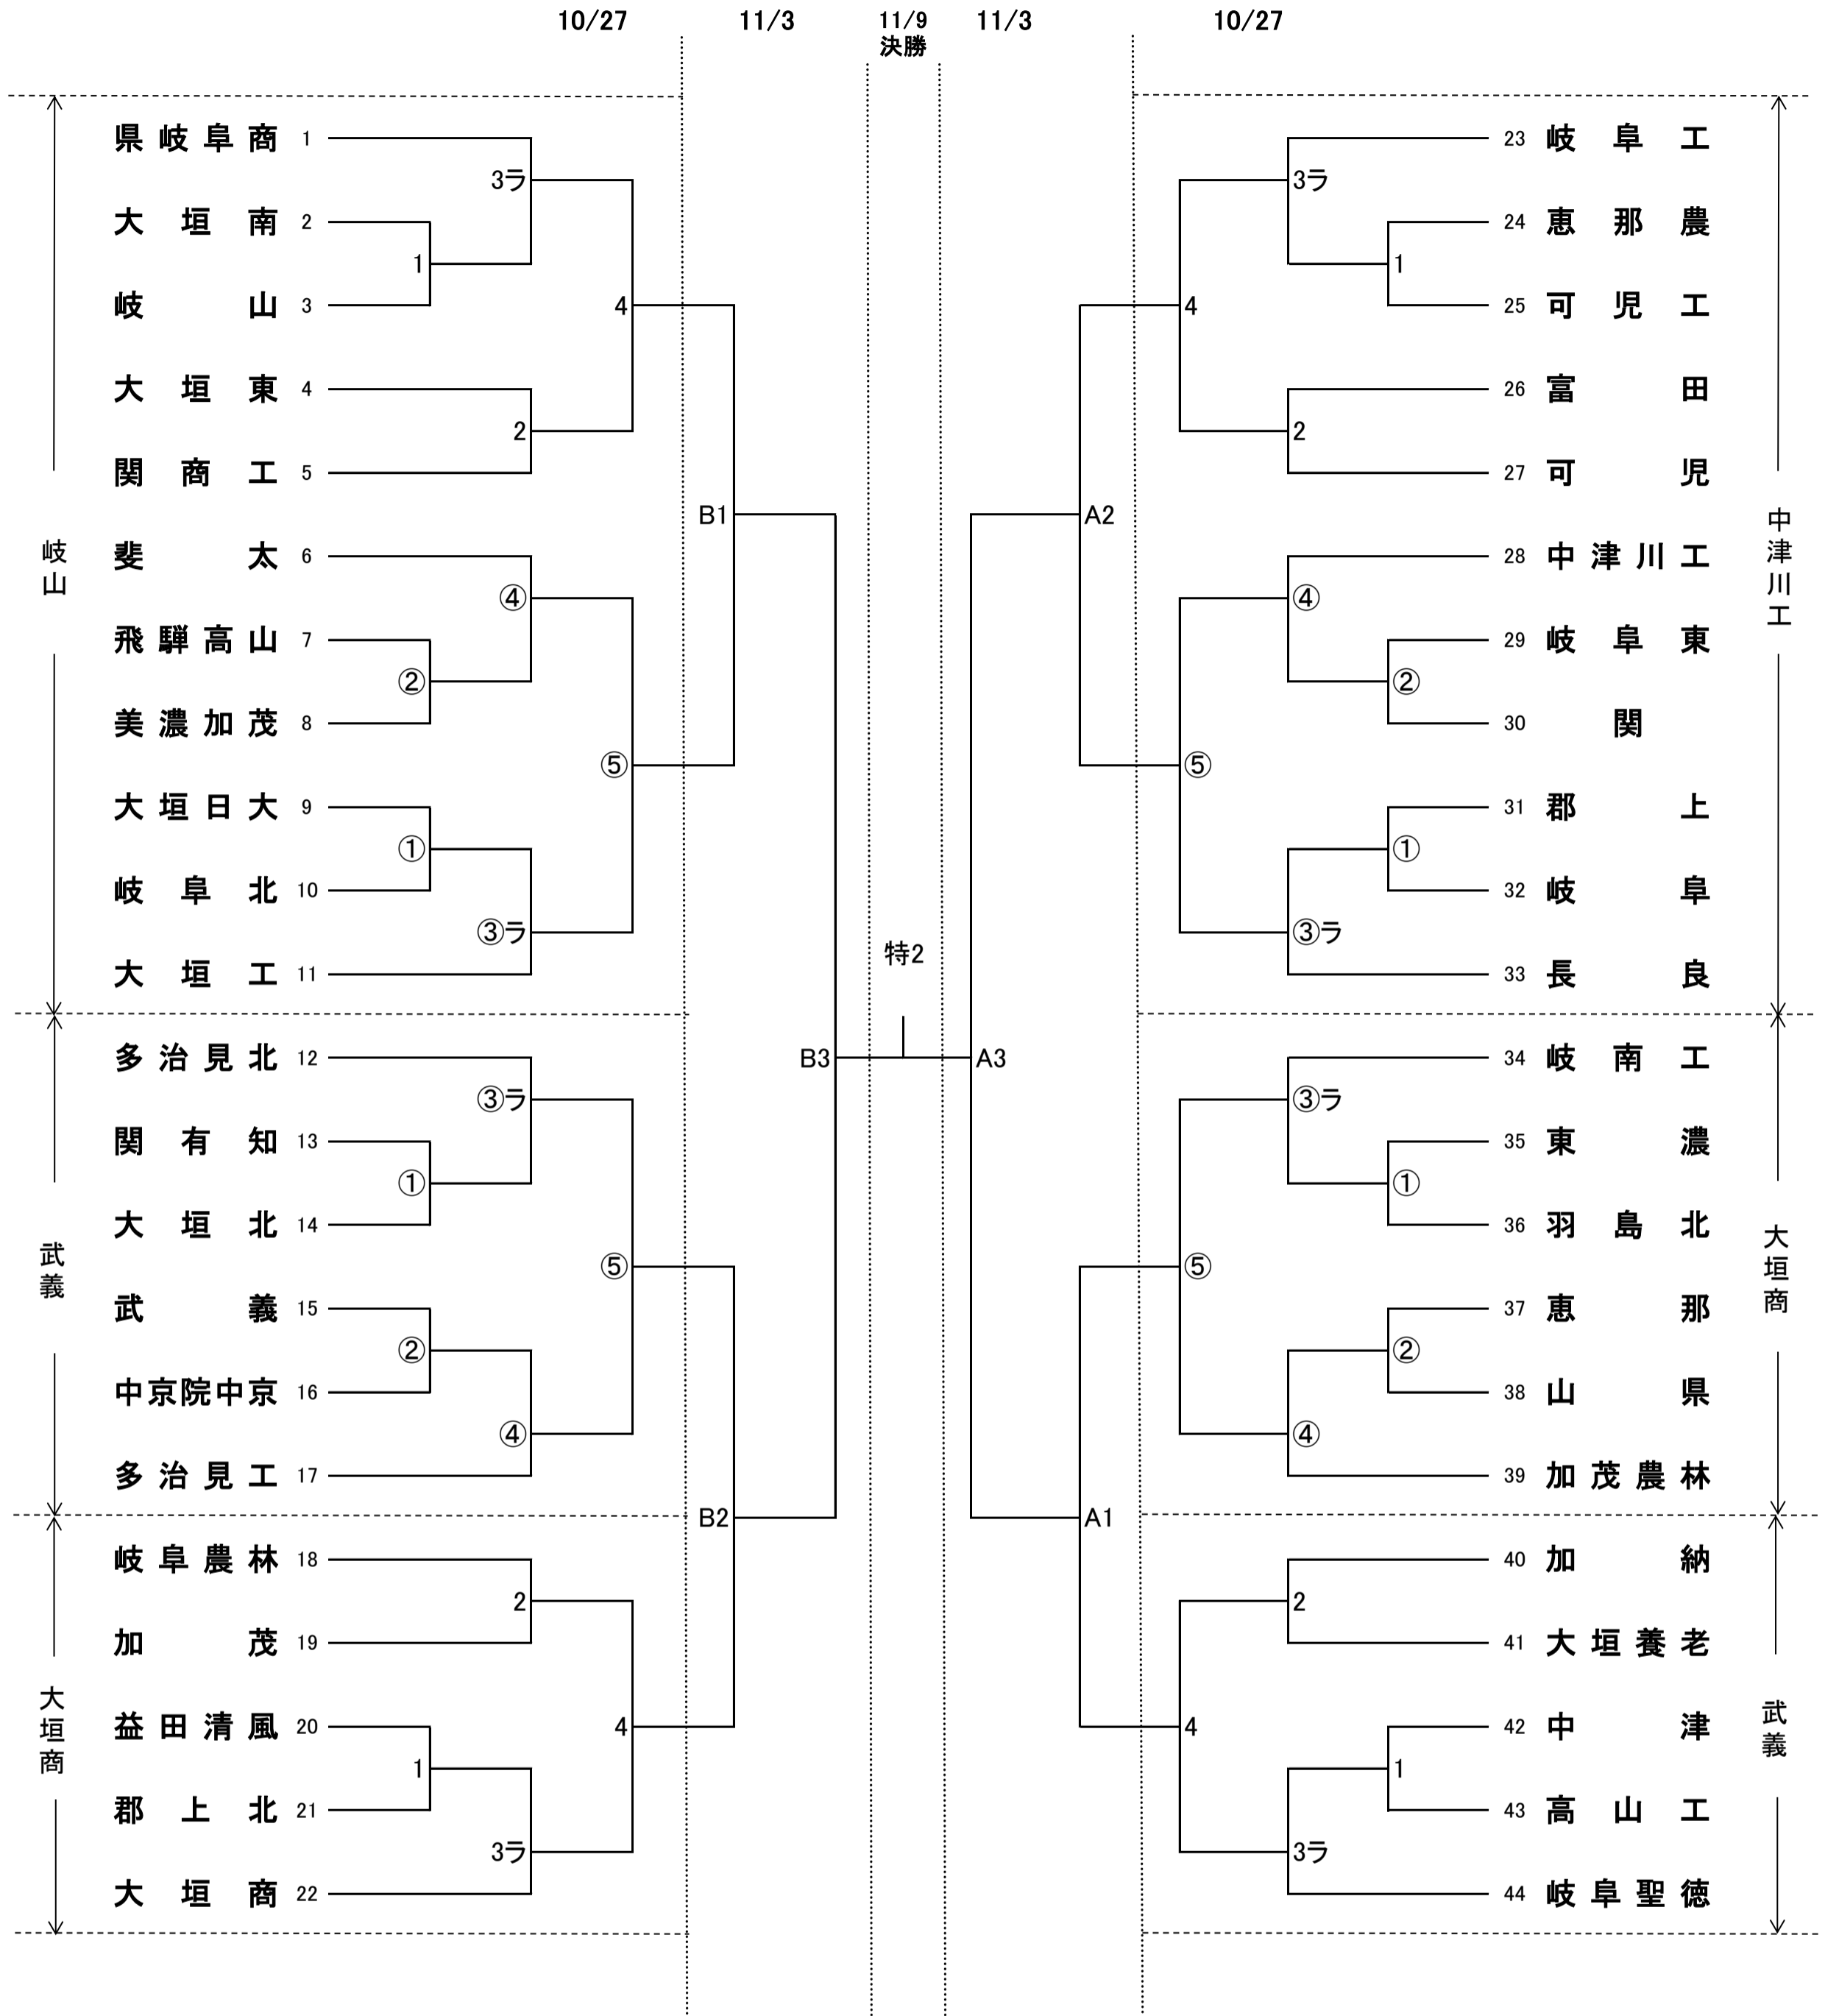 10/27 11/3 11/9 11/3 10/27
決勝
県岐阜商 1
3ラ
大垣南 2
1
岐山 3
4
大垣東 4
2
関商工 5
B1
岐山
斐太 6
④
飛騨高山 7
②
美濃加茂 8
⑤
大垣日大 9
①
岐阜北 10
③ラ
大垣工 11
多治見北 12
③ラ
関有知 13
①
大垣北 14
武義
⑤
武義 15
②
中京院中京 16
④
多治見工 17
B2
岐阜農林 18
2
加茂 19
大垣商
益田清風 20
4
1
郡上北 21
3ラ
大垣商 22
B3
特2
A3
23 岐阜工
3ラ
24 恵那農
1
25 可児工
4
26 富田
2
27 可児
A2
中津川工
28 中津川工
④
29 岐阜東
②
30 関
⑤
31 郡上
①
32 岐阜
③ラ
33 長良
34 岐南工
③ラ
35 東濃
①
36 羽島北
大垣商
⑤
37 恵那
②
38 山県
④
39 加茂農林
A1
40 加納
2
41 大垣養老
武義
42 中津
4
1
43 高山工
3ラ
44 岐阜聖徳